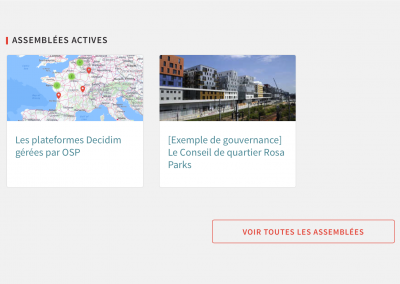 ASSEMBLÉES ACTIVES
Les plateformes Decidim
gérées par OSP
[Exemple de gouvernance]
Le Conseil de quartier Rosa
Parks
VOIR TOUTES LES ASSEMBLÉES